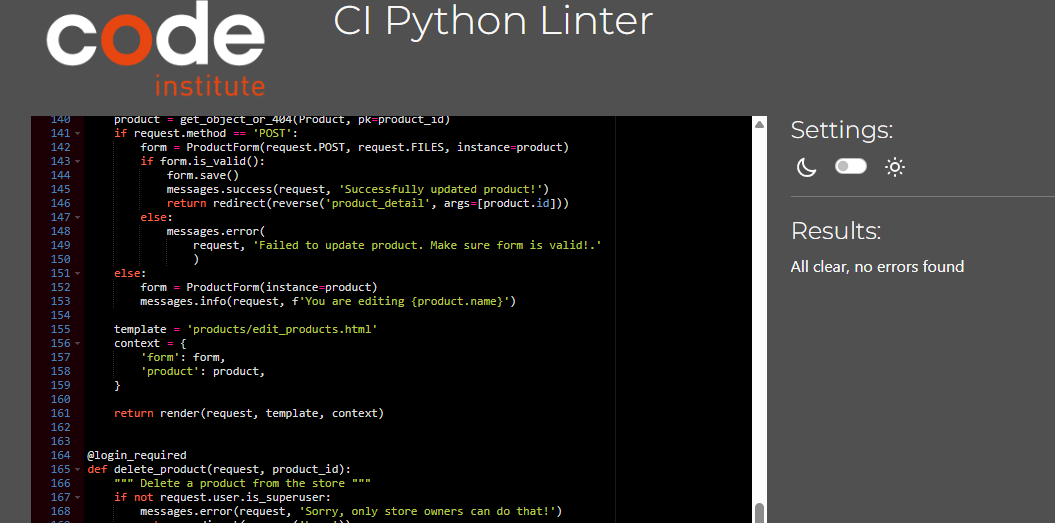 code
institute
CI Python Linter
140 product = get_object_or_404(Product, pk=product_id)
141 if request.method == 'POST':
142 form = ProductForm(request.POST, request.FILES, instance=product)
143 if form.is_valid():
144 form.save()
145 messages.success(request, 'Successfully updated product!')
146 return redirect(reverse('product_detail', args=[product.id]))
147 else:
148 messages.error(
149 request, 'Failed to update product. Make sure form is valid!.'
150 )
151 else:
152 form = ProductForm(instance=product)
153 messages.info(request, f'You are editing {product.name}')
154
155 template = 'products/edit_products.html'
156 context = {
157 'form': form,
158 'product': product,
159 }
160
161 return render(request, template, context)
162
163
164 @login_required
165 def delete_product(request, product_id):
166 """ Delete a product from the store """
167 if not request.user.is_superuser:
168 messages.error(request, 'Sorry, only store owners can do that!')
Settings:
Results:
All clear, no errors found